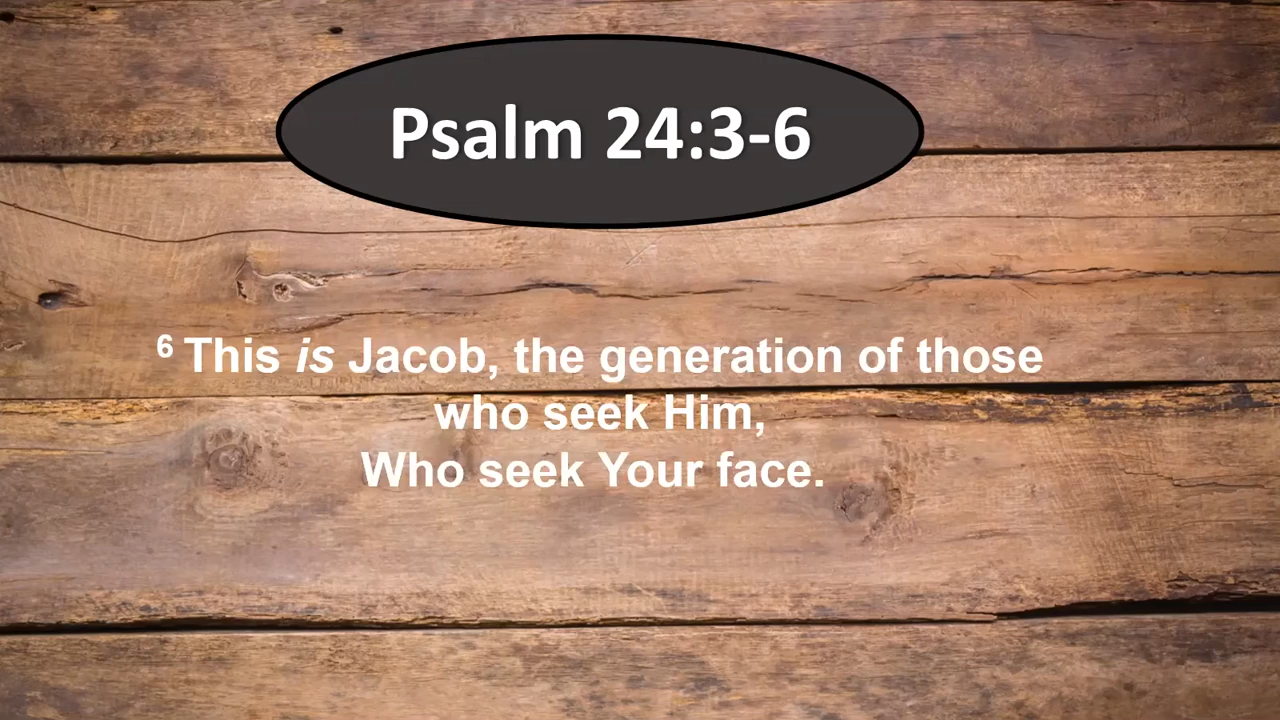 Psalm 24:3-6
6 This is Jacob, the generation of those
who seek Him,
Who seek Your face.